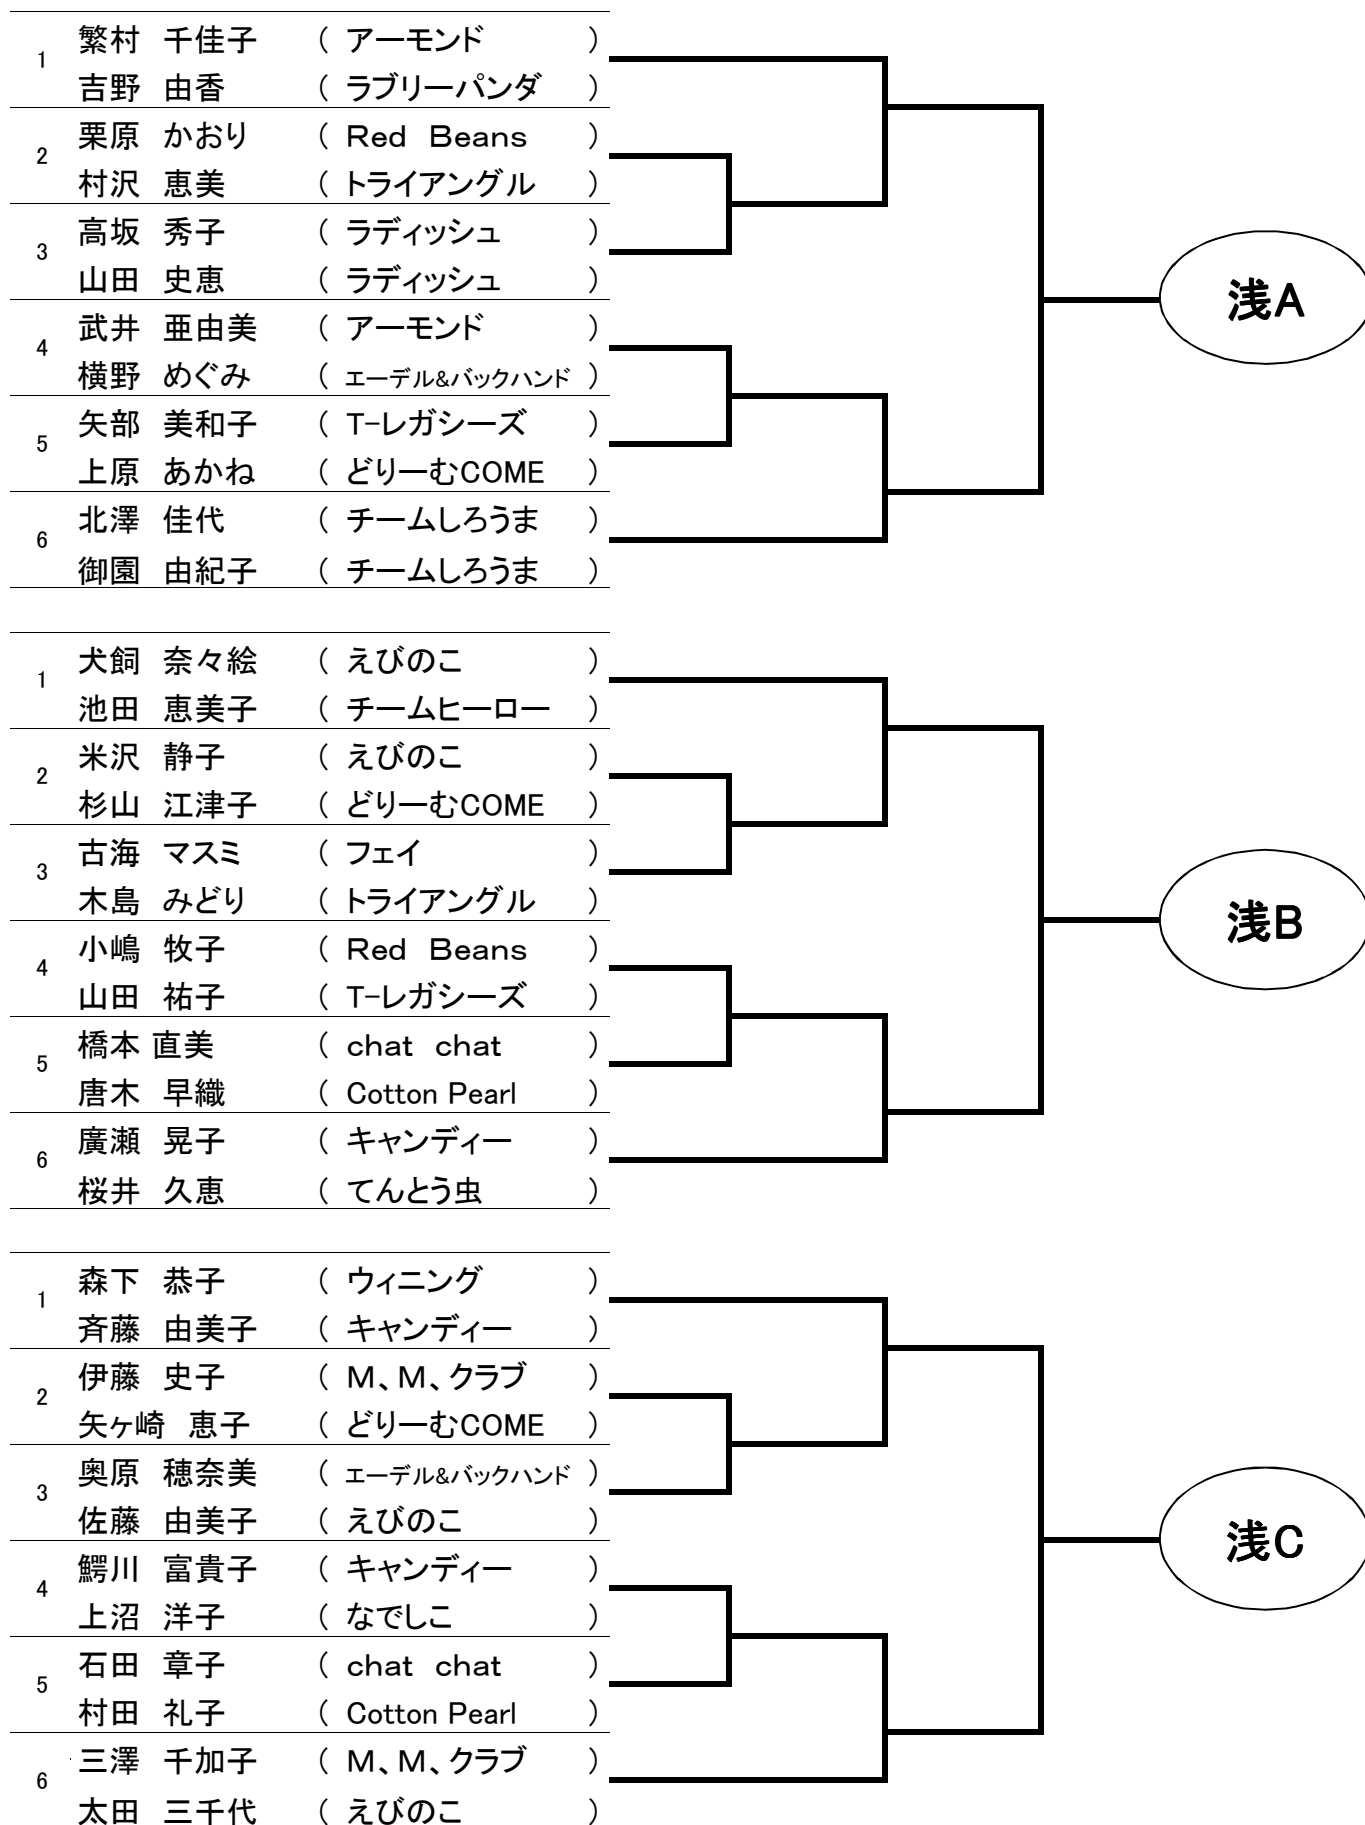 1
繁村　千佳子　（ アーモンド ）
吉野　由香　（ ラブリーパンダ ）
2
栗原　かおり　（ Red　Beans ）
村沢　恵美　（ トライアングル ）
3
高坂　秀子　（ ラディッシュ ）
山田　史恵　（ ラディッシュ ）
4
武井　亜由美　（ アーモンド ）
横野　めぐみ　（ エーデル&バックハンド ）
5
矢部　美和子　（ T-レガシーズ ）
上原　あかね　（ どりーむCOME ）
6
北澤　佳代　（ チームしろうま ）
御園　由紀子　（ チームしろうま ）
浅A
1
犬飼　奈々絵　（ えびのこ ）
池田　恵美子　（ チームヒーロー ）
2
米沢　静子　（ えびのこ ）
杉山　江津子　（ どりーむCOME ）
3
古海　マスミ　（ フェイ ）
木島　みどり　（ トライアングル ）
4
小嶋　牧子　（ Red　Beans ）
山田　祐子　（ T-レガシーズ ）
5
橋本 直美　（ chat　chat ）
唐木　早織　（ Cotton Pearl ）
6
廣瀬　晃子　（ キャンディー ）
桜井　久恵　（ てんとう虫 ）
浅B
1
森下　恭子　（ ウィニング ）
斉藤　由美子　（ キャンディー ）
2
伊藤　史子　（ M、M、クラブ ）
矢ヶ崎　恵子　（ どりーむCOME ）
3
奥原　穂奈美　（ エーデル&バックハンド ）
佐藤　由美子　（ えびのこ ）
4
鰐川　富貴子　（ キャンディー ）
上沼　洋子　（ なでしこ ）
5
石田　章子　（ chat　chat ）
村田　礼子　（ Cotton Pearl ）
6
三澤　千加子　（ M、M、クラブ ）
太田　三千代　（ えびのこ ）
浅C